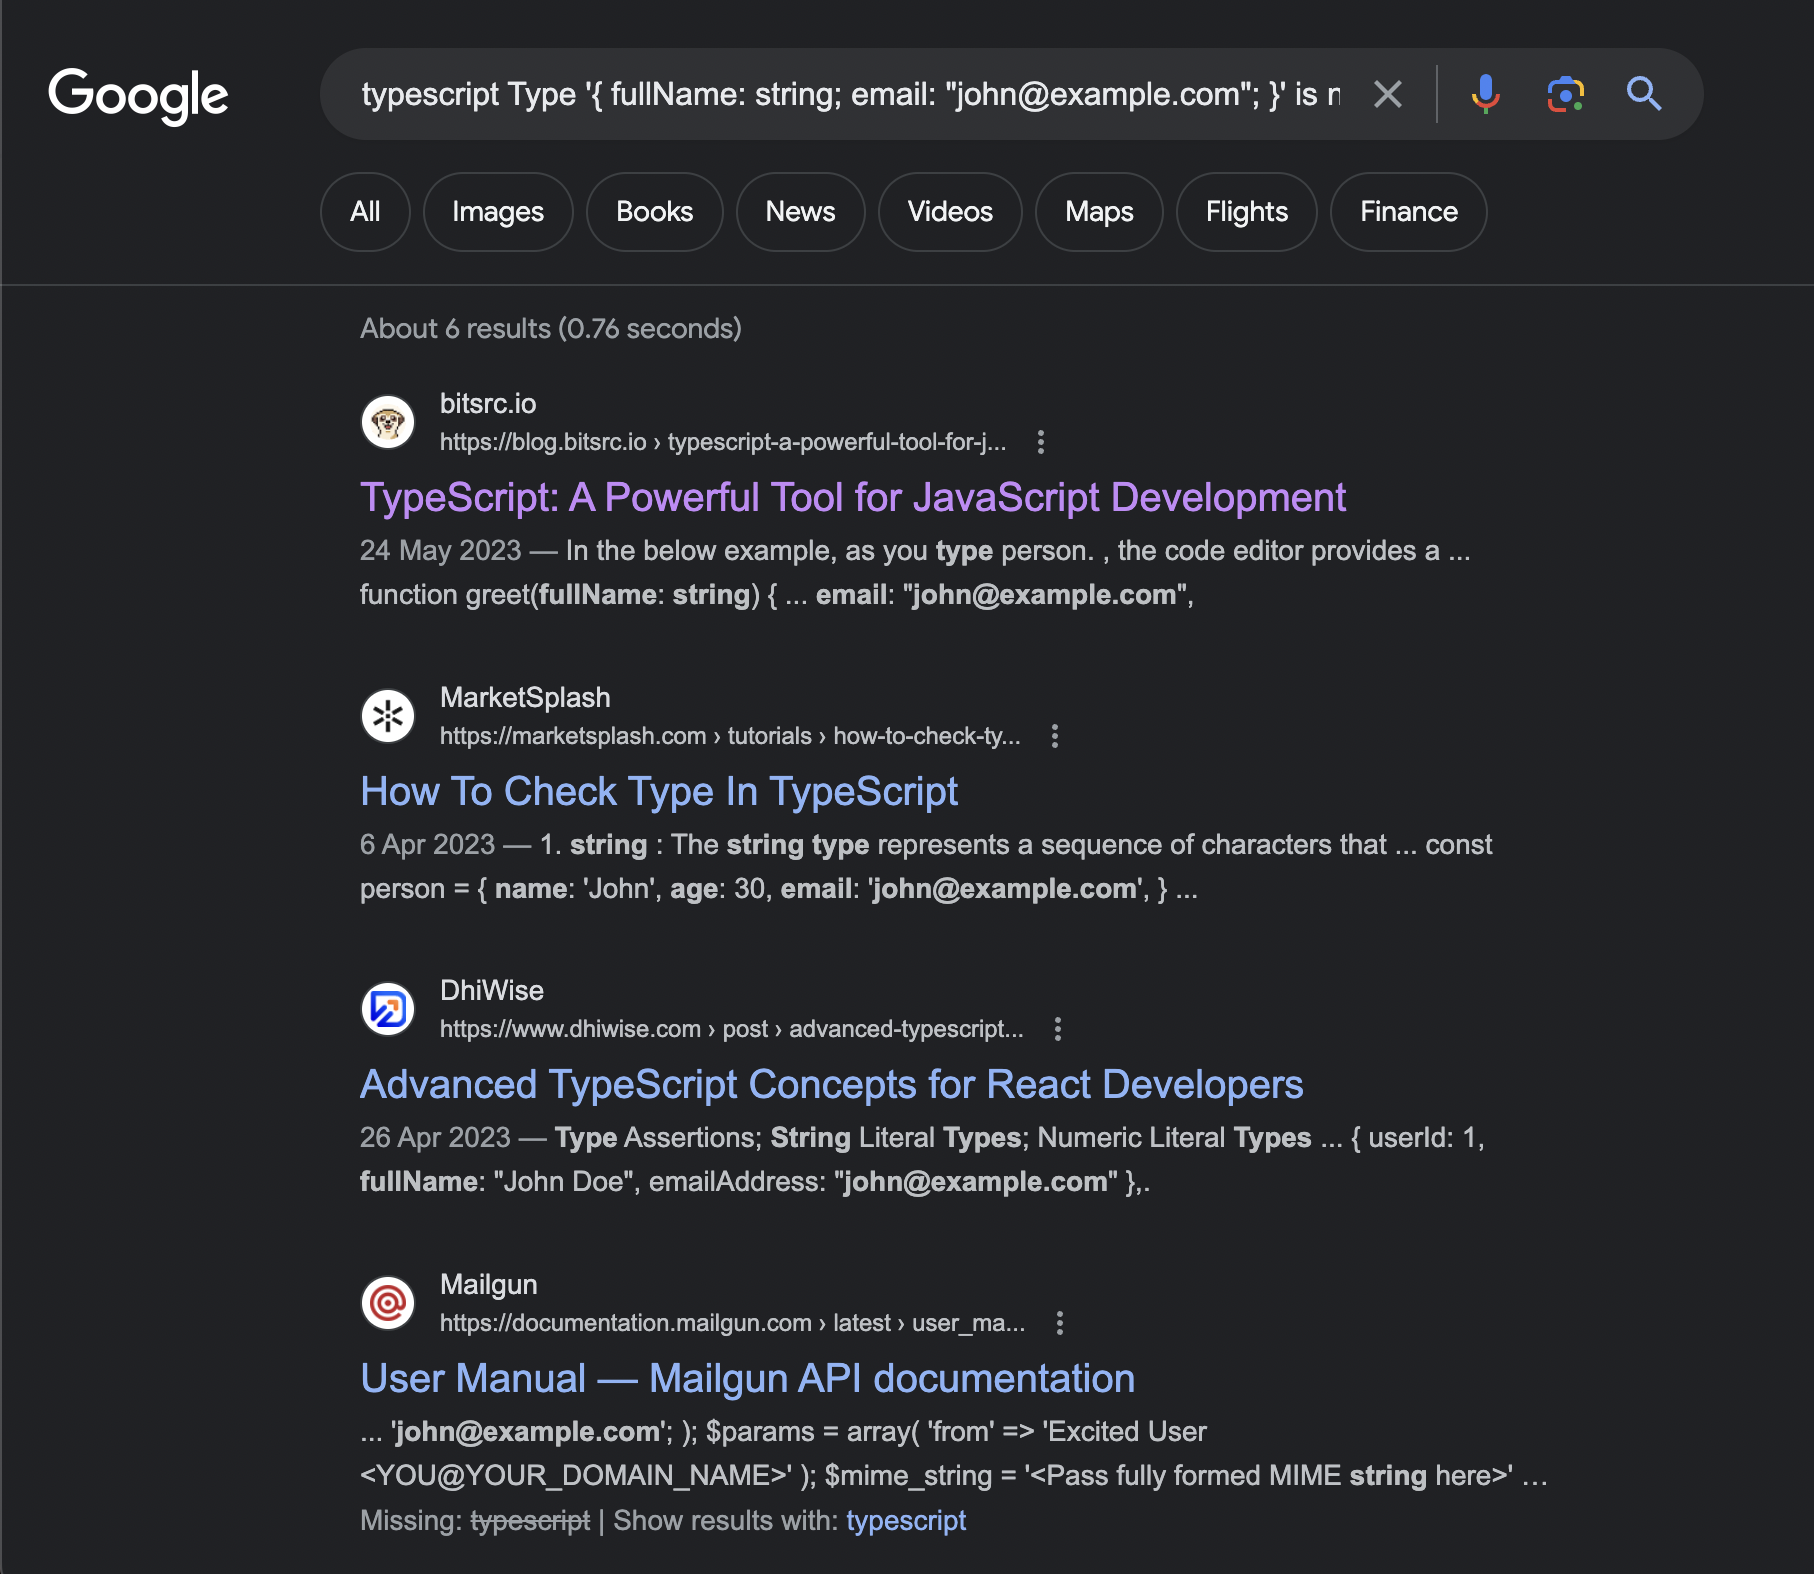 Google
typescript Type '{ fullName: string; email: "john@example.com"; }' is n
All
Images
Books
News
Videos
Maps
Flights
Finance
About 6 results (0.76 seconds)
bitsrc.io
https://blog.bitsrc.io › typescript-a-powerful-tool-for-j...
TypeScript: A Powerful Tool for JavaScript Development
24 May 2023 — In the below example, as you type person. , the code editor provides a ...
function greet(fullName: string) { ... email: "john@example.com",
MarketSplash
https://marketsplash.com › tutorials › how-to-check-ty...
How To Check Type In TypeScript
6 Apr 2023 — 1. string : The string type represents a sequence of characters that ... const
person = { name: 'John', age: 30, email: 'john@example.com', } ...
DhiWise
https://www.dhiwise.com › post › advanced-typescript...
Advanced TypeScript Concepts for React Developers
26 Apr 2023 — Type Assertions; String Literal Types; Numeric Literal Types ... { userId: 1,
fullName: "John Doe", emailAddress: "john@example.com" },.
Mailgun
https://documentation.mailgun.com › latest › user_ma...
User Manual — Mailgun API documentation
... 'john@example.com'; ); $params = array( 'from' => 'Excited User
<YOU@YOUR_DOMAIN_NAME>' ); $mime_string = '<Pass fully formed MIME string here>' ...
Missing: typescript | Show results with: typescript